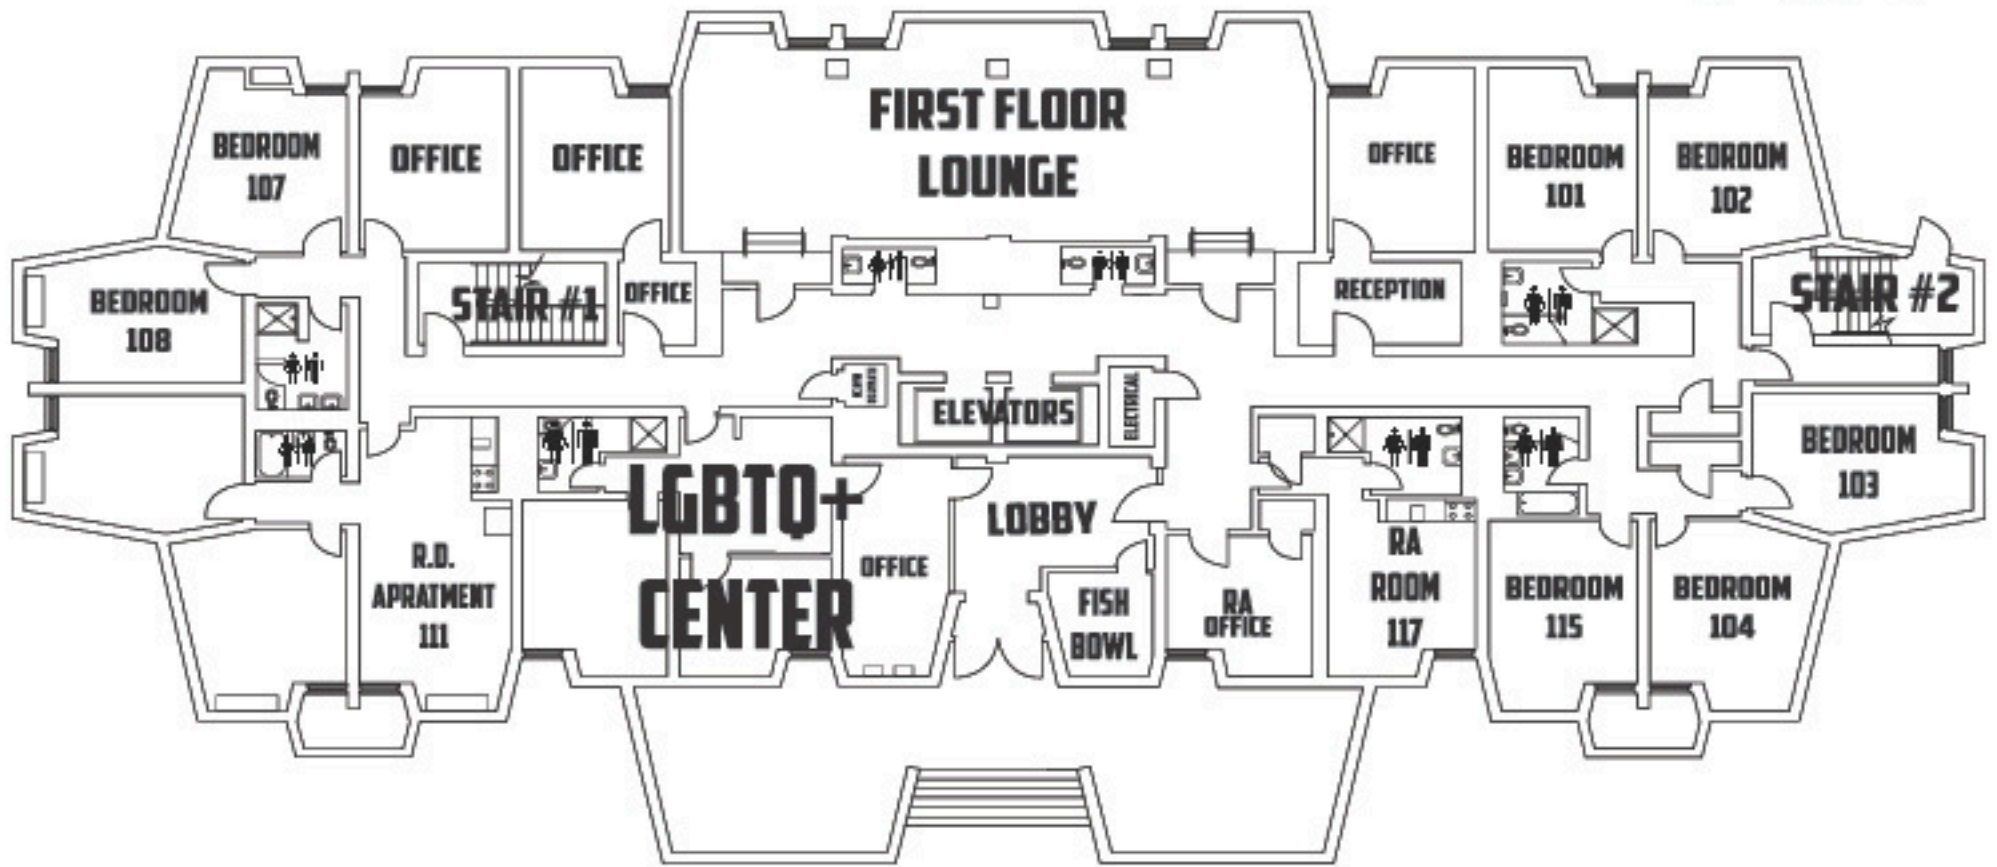 FIRST FLOOR
LOUNGE
BEDROOM
107
OFFICE
OFFICE
OFFICE
BEDROOM
101
BEDROOM
102
BEDROOM
108
STAIR #1
OFFICE
RECEPTION
STAIR #2
ELEVATORS
ELECTRICAL
BEDROOM
103
LGBTQ+
CENTER
LOBBY
R.D.
APRATMENT
111
OFFICE
FISH
BOWL
RA
OFFICE
RA
ROOM
117
BEDROOM
115
BEDROOM
104